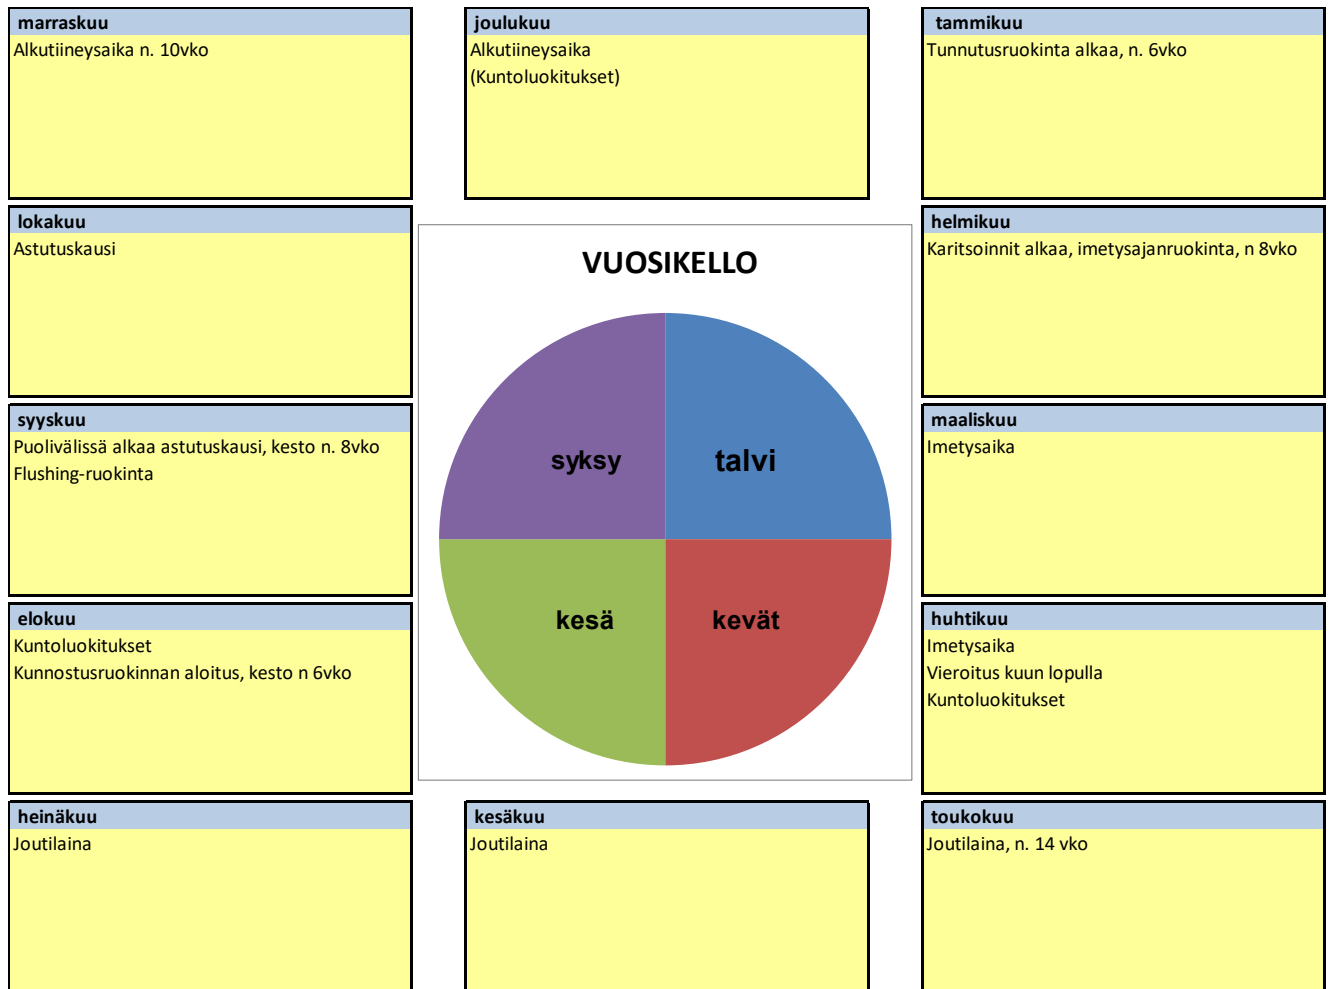 marraskuu
Alkutiineysaika n. 10vko
joulukuu
Alkutiineysaika
(Kuntoluokitukset)
tammikuu
Tunnutusruokinta alkaa, n. 6vko
lokakuu
Astutuskausi
helmikuu
Karitsoinnit alkaa, imetysajanruokinta, n 8vko
VUOSIKELLO
syksy
talvi
kesä
kevät
syyskuu
Puolivälissä alkaa astutuskausi, kesto n. 8vko
Flushing-ruokinta
maaliskuu
Imetysaika
elokuu
Kuntoluokitukset
Kunnostusruokinnan aloitus, kesto n 6vko
huhtikuu
Imetysaika
Vieroitus kuun lopulla
Kuntoluokitukset
heinäkuu
Joutilaina
kesäkuu
Joutilaina
toukokuu
Joutilaina, n. 14 vko